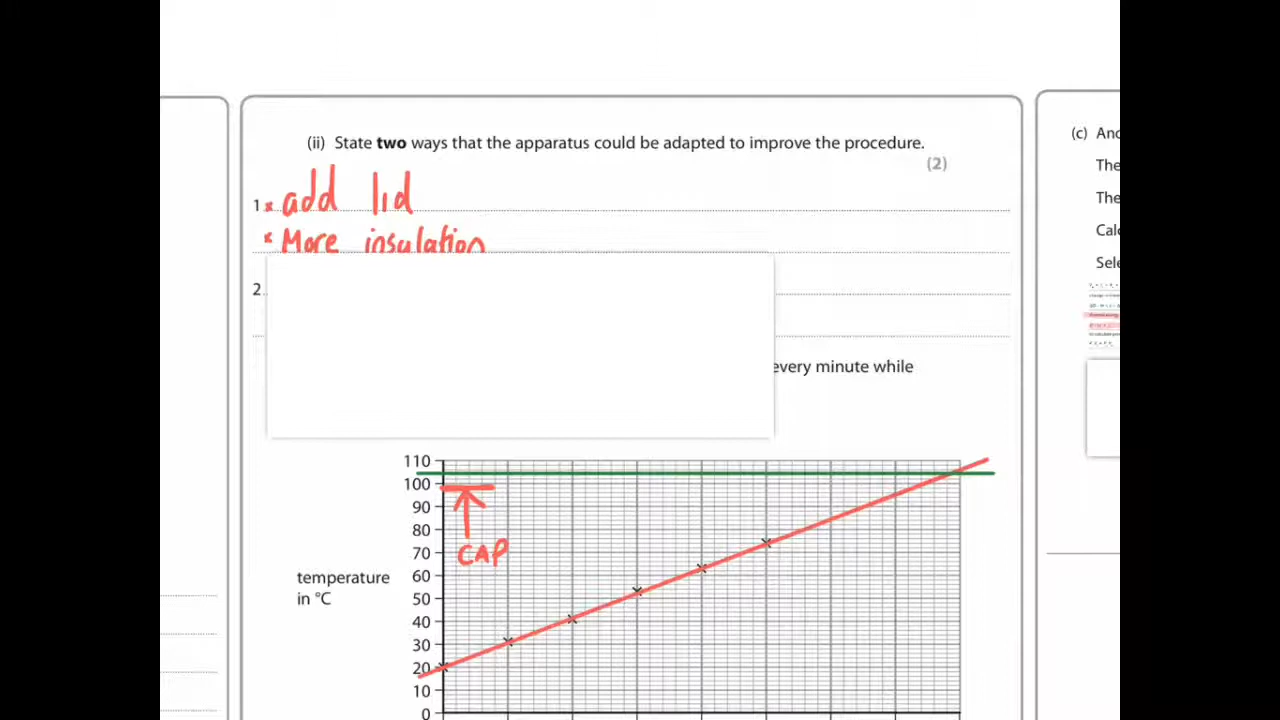 (ii) State two ways that the apparatus could be adapted to improve the procedure.
(2)
1 * add lid
* More insulation
2
every minute while
110
100
90
80
70
60
50
40
30
20
10
0
CAP
temperature
in °C
(c) Anc
The
The
Calc
Sele